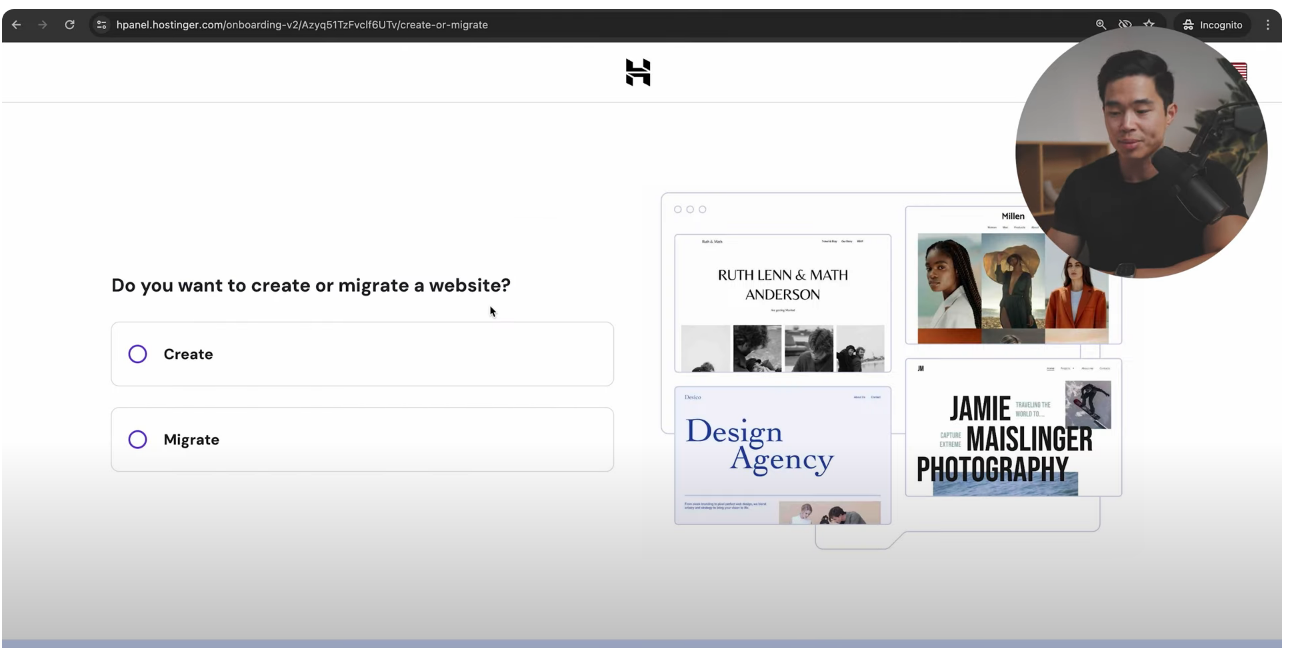 hpanel.hostinger.com/onboarding-v2/Azyq51TzFvclf6UTv/create-or-migrate
Incognito
Do you want to create or migrate a website?
Create
Migrate
Ruth & Math
RUTH LENN & MATH
ANDERSON
Millen
Design
Agency
JM
JAMIE
TRAVELING THE
WORLD TO....
CAPTURE
EXTREME
MAISLINGER
PHOTOGRAPHY